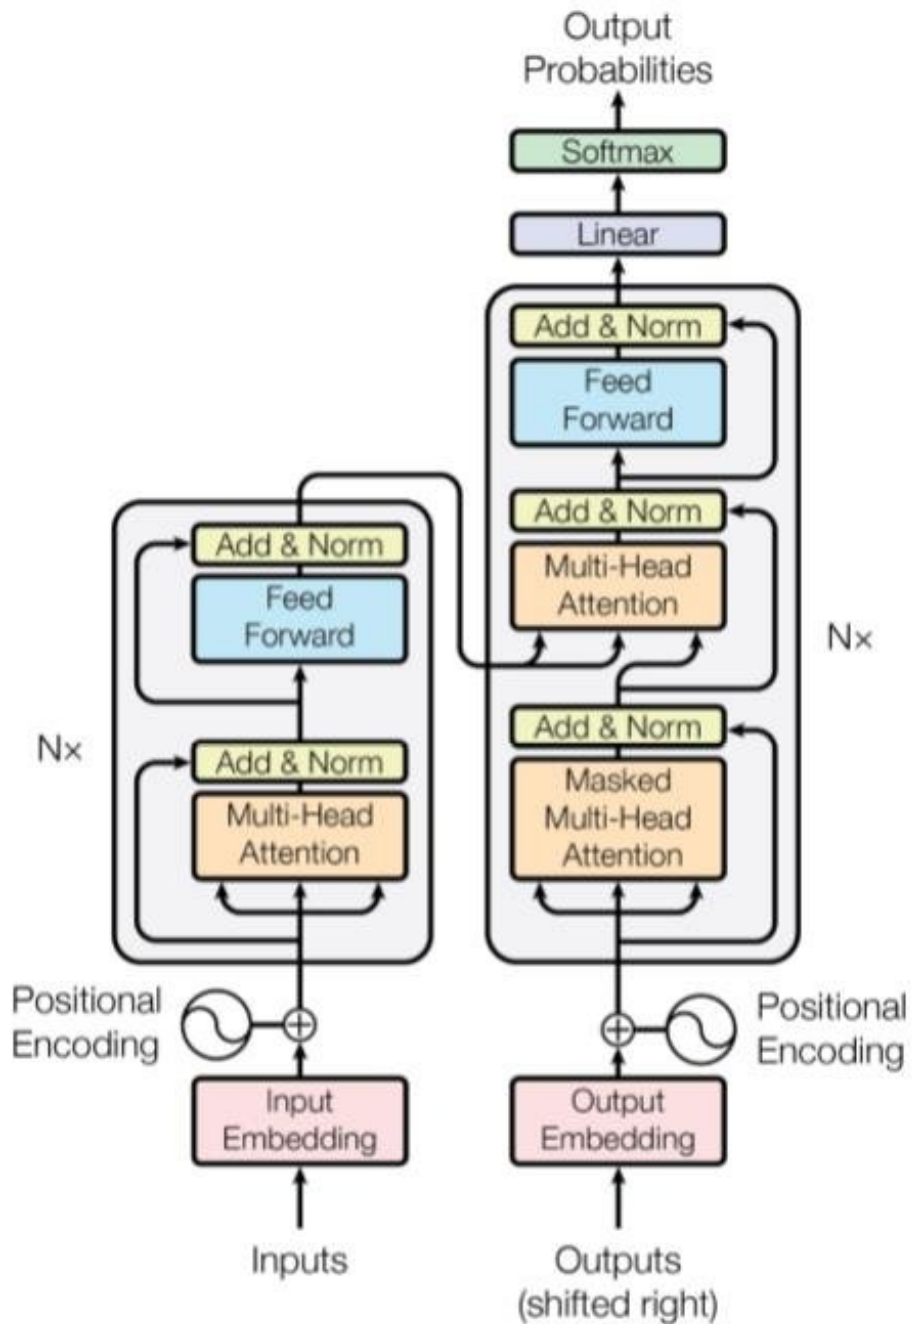 Output
Probabilities
Softmax
Linear
Add & Norm
Feed
Forward
Add & Norm
Multi-Head
Attention
Add & Norm
Masked
Multi-Head
Attention
Nx
Add & Norm
Feed
Forward
Add & Norm
Multi-Head
Attention
Nx
Positional
Encoding
Positional
Encoding
Input
Embedding
Output
Embedding
Inputs
Outputs
(shifted right)